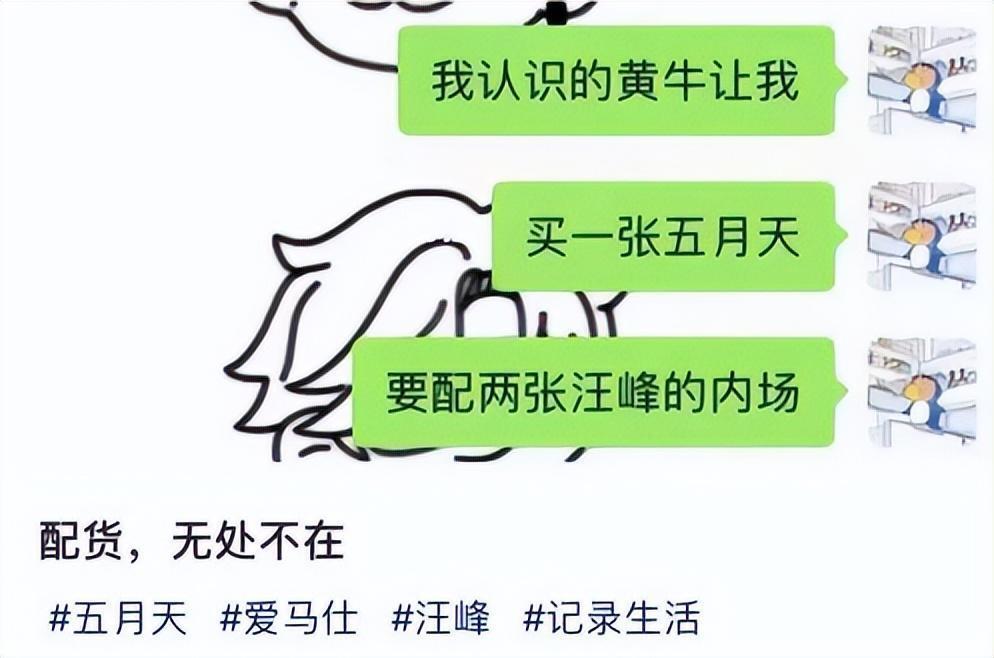 我认识的黄牛让我
买一张五月天
要配两张汪峰的内场
配货，无处不在
#五月天 #爱马仕 #汪峰 #记录生活